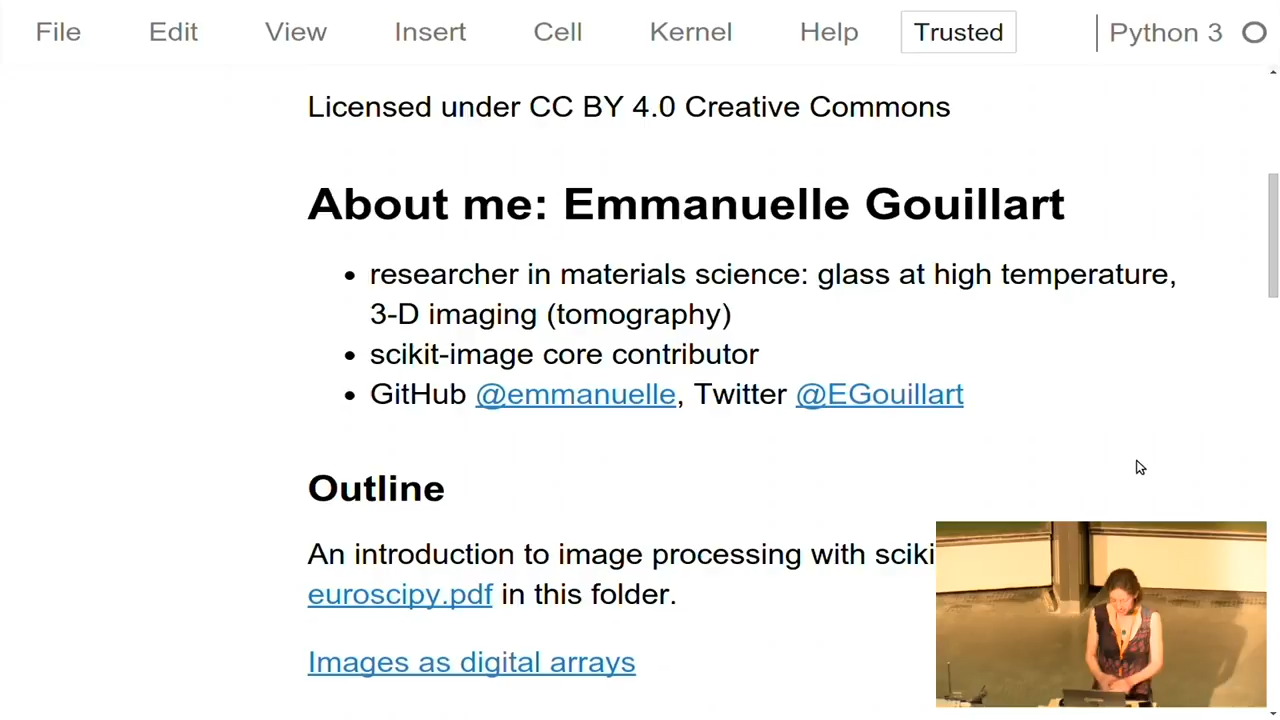 File Edit View Insert Cell Kernel Help Trusted Python 3
Licensed under CC BY 4.0 Creative Commons
About me: Emmanuelle Gouillart
researcher in materials science: glass at high temperature,
3-D imaging (tomography)
scikit-image core contributor
GitHub @emmanuelle, Twitter @EGouillart
Outline
An introduction to image processing with sciki
euroscipy.pdf in this folder.
Images as digital arrays